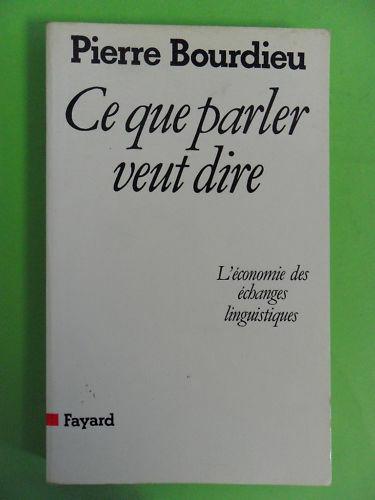 Pierre Bourdieu
Ce que parler
veut dire
L'économie des
échanges
linguistiques
Fayard